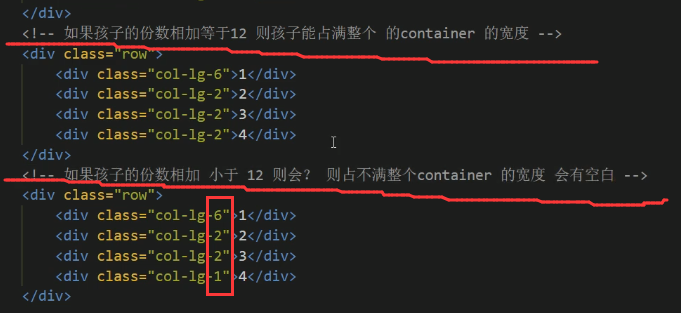 </div>
<!-- 如果孩子的份数相加等于12 则孩子能占满整个 的container 的宽度 -->
<div class="row">
<div class="col-lg-6">1</div>
<div class="col-lg-2">2</div>
<div class="col-lg-2">3</div>
<div class="col-lg-2">4</div>
</div>
<!-- 如果孩子的份数相加 小于 12 则会？ 则占不满整个container 的宽度 会有空白 -->
<div class="row">
<div class="col-lg-6">1</div>
<div class="col-lg-2">2</div>
<div class="col-lg-2">3</div>
<div class="col-lg-1">4</div>
</div>